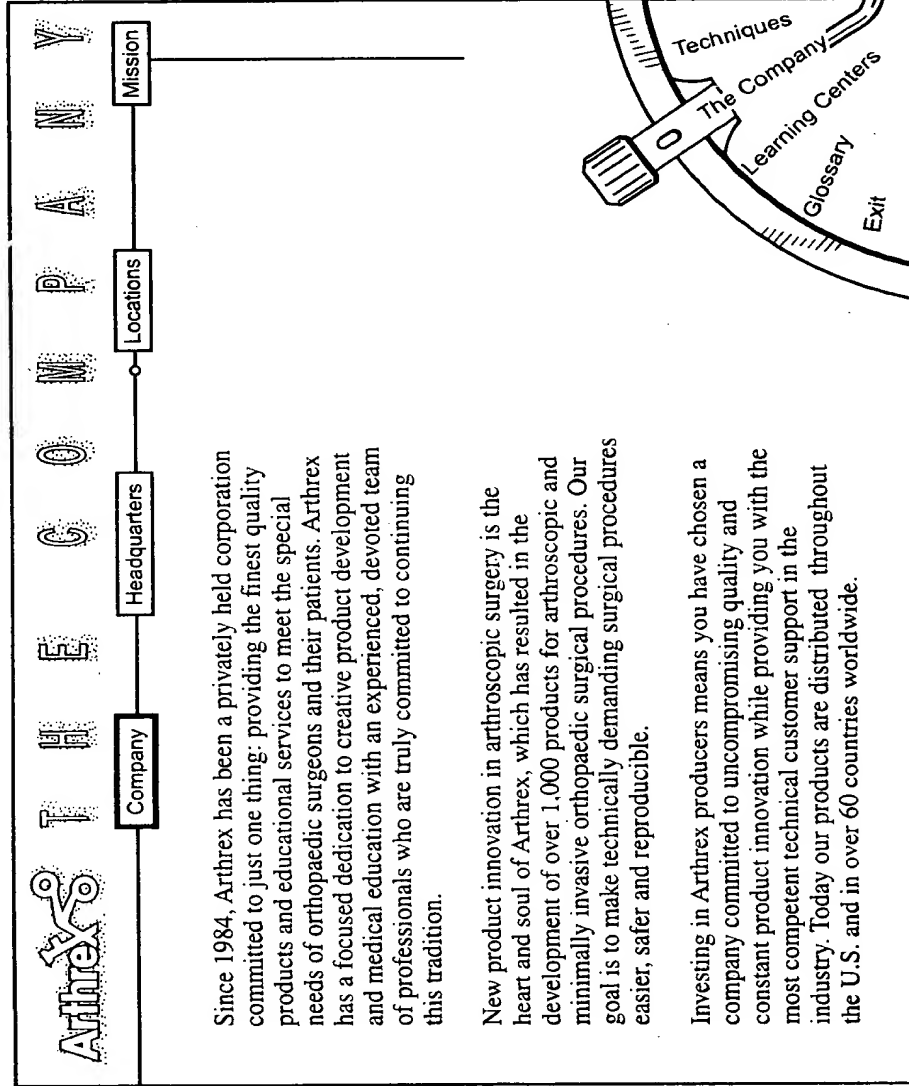 Arthrex THE COMPANY
Company
Headquarters
Locations
Mission
Since 1984, Arthrex has been a privately held corporation
committed to just one thing: providing the finest quality
products and educational services to meet the special
needs of orthopaedic surgeons and their patients. Arthrex
has a focused dedication to creative product development
and medical education with an experienced, devoted team
of professionals who are truly committed to continuing
this tradition.
New product innovation in arthroscopic surgery is the
heart and soul of Arthrex, which has resulted in the
development of over 1,000 products for arthroscopic and
minimally invasive orthopaedic surgical procedures. Our
goal is to make technically demanding surgical procedures
easier, safer and reproducible.
Investing in Arthrex producers means you have chosen a
company committed to uncompromising quality and
constant product innovation while providing you with the
most competent technical customer support in the
industry. Today our products are distributed throughout
the U.S. and in over 60 countries worldwide.
Techniques
The Company
Learning Centers
Glossary
Exit